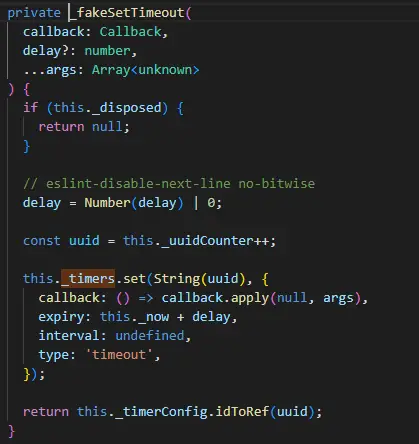 private _fakeSetTimeout(
  callback: Callback,
  delay?: number,
  ...args: Array<unknown>
) {
  if (this._disposed) {
    return null;
  }

  // eslint-disable-next-line no-bitwise
  delay = Number(delay) | 0;

  const uuid = this._uuidCounter++;

  this._timers.set(String(uuid), {
    callback: () => callback.apply(null, args),
    expiry: this._now + delay,
    interval: undefined,
    type: 'timeout',
  });

  return this._timerConfig.idToRef(uuid);
}